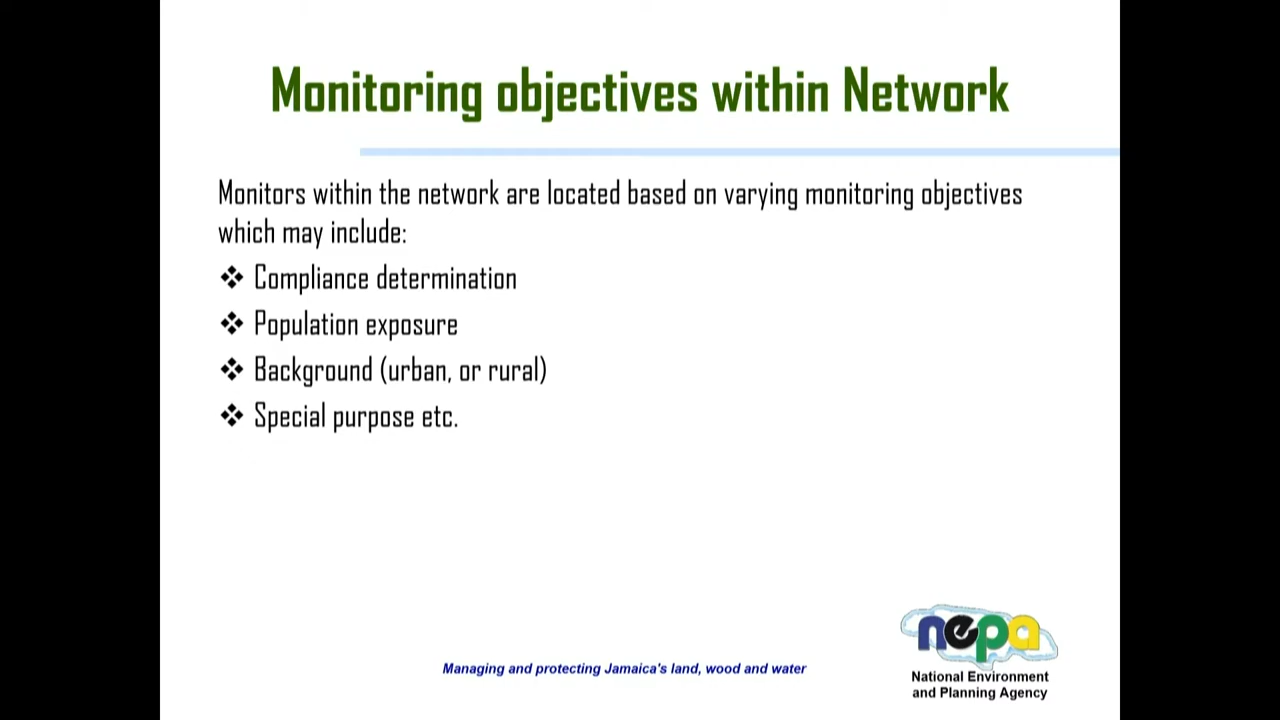 Monitoring objectives within Network
Monitors within the network are located based on varying monitoring objectives
which may include:
❖ Compliance determination
❖ Population exposure
❖ Background (urban, or rural)
❖ Special purpose etc.
Managing and protecting Jamaica's land, wood and water
nepa
National Environment
and Planning Agency